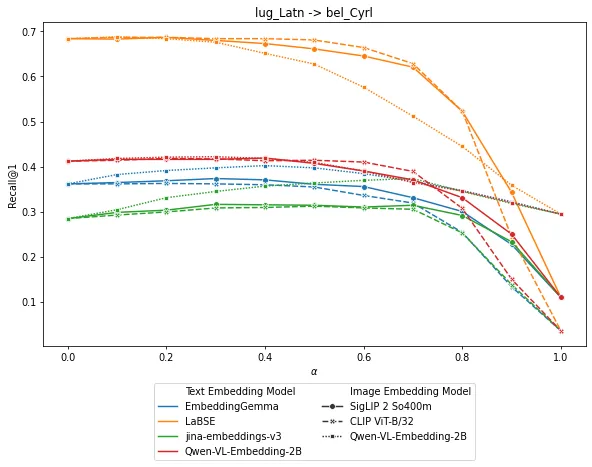 lug_Latn -> bel_Cyrl
Recall@1
0.7
0.6
0.5
0.4
0.3
0.2
0.1
0.0 0.2 0.4 0.6 0.8 1.0
α
Text Embedding Model
EmbeddingGemma
LaBSE
jina-embeddings-v3
Qwen-VL-Embedding-2B
Image Embedding Model
SigLIP 2 So400m
CLIP ViT-B/32
Qwen-VL-Embedding-2B